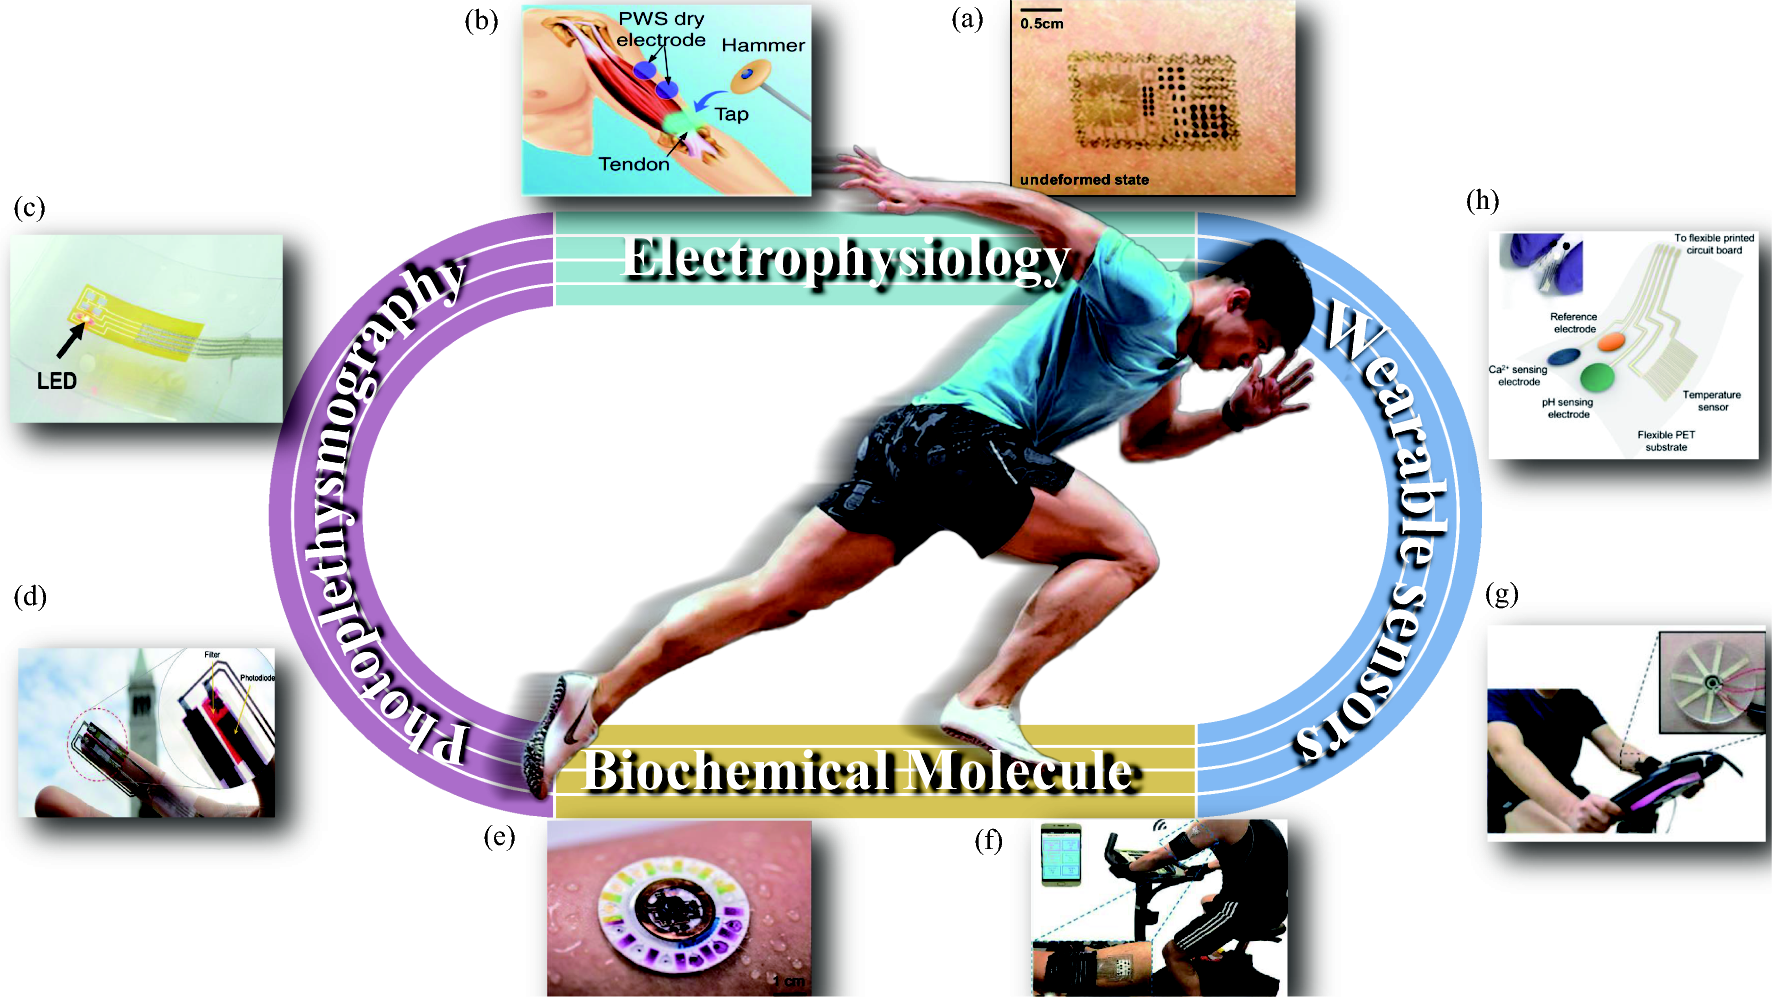 (b)
PWS dry
electrode
Hammer
Tap
Tendon
(a)
0.5cm
undeformed state
(c)
LED
(h)
To flexible printed
circuit board
Reference
electrode
Ca2+ sensing
electrode
pH sensing
electrode
Temperature
sensor
Flexible PET
substrate
Electrophysiology
Photoplethysmography
Wearable sensors
Biochemical Molecule
(d)
Filter
Photodiode
(g)
(e)
1 cm
(f)